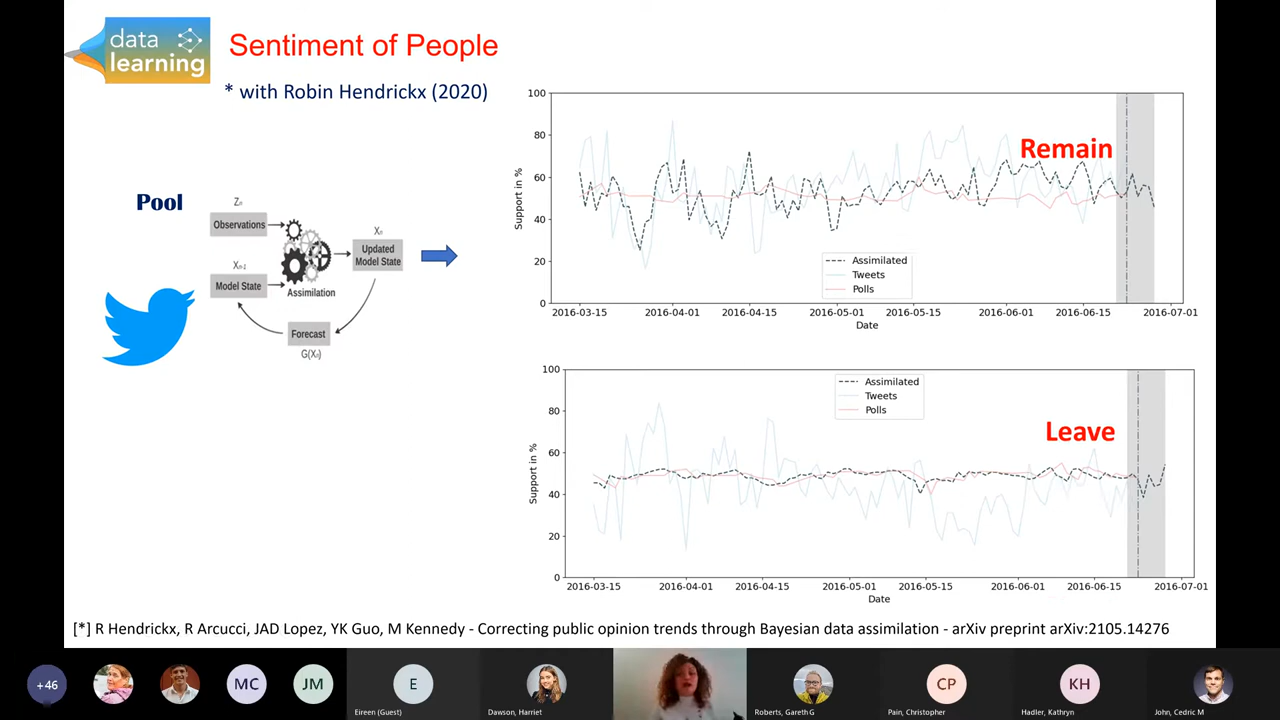 data
learning
Sentiment of People
* with Robin Hendrickx (2020)
Pool
Zn
Observations
Xn-1
Model State
Assimilation
Xn
Updated
Model State
Forecast
G(Xn)
100
80
60
40
20
0
Support in %
Remain
Assimilated
Tweets
Polls
2016-03-15 2016-04-01 2016-04-15 2016-05-01 2016-05-15 2016-06-01 2016-06-15 2016-07-01
Date
100
80
60
40
20
0
Support in %
Assimilated
Tweets
Polls
Leave
2016-03-15 2016-04-01 2016-04-15 2016-05-01 2016-05-15 2016-06-01 2016-06-15 2016-07-01
Date
[*] R Hendrickx, R Arcucci, JAD Lopez, YK Guo, M Kennedy - Correcting public opinion trends through Bayesian data assimilation - arXiv preprint arXiv:2105.14276
+46
MC
JM
E
Eireen (Guest)
Dawson, Harriet
Roberts, Gareth G
CP
Pain, Christopher
KH
Hadler, Kathryn
John, Cedric M